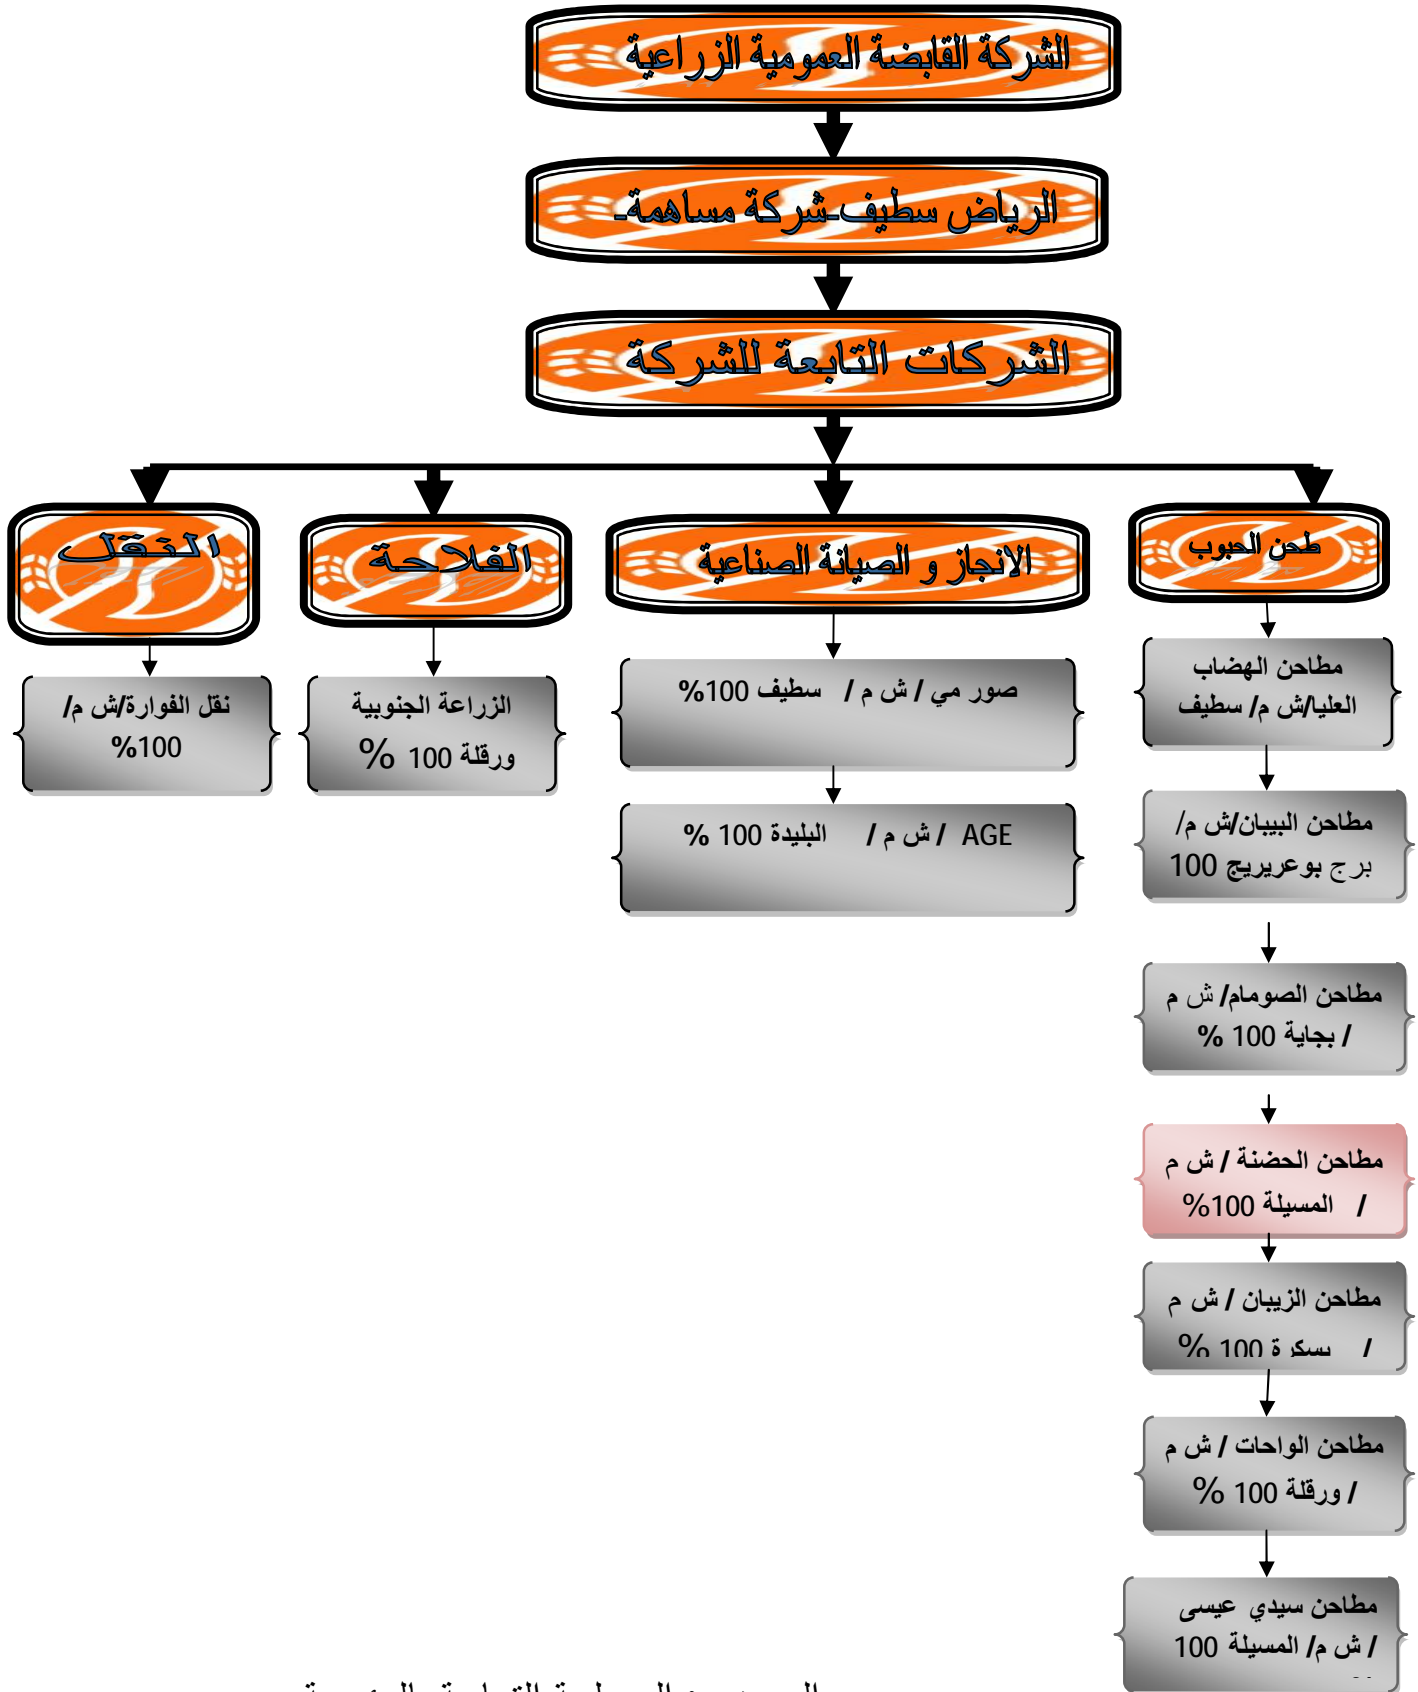 الشركة القابضة العمومية الزراعية
الرياض سطيف-شركة مساهمة-
الشركات التابعة للشركة
طحن الحبوب
الانجاز و الصيانة الصناعية
الفلاحة
النقل
مطاحن الهضاب
العليا/ش م/ سطيف
مطاحن البيبان/ش م/
برج بوعريريج 100
مطاحن الصومام/ ش م
/ بجاية 100 %
مطاحن الحضنة / ش م
/ المسيلة 100%
مطاحن الزيبان / ش م
/ بسكرة 100 %
مطاحن الواحات / ش م
/ ورقلة 100 %
مطاحن سيدي عيسى
/ ش م/ المسيلة 100
صور مي / ش م / سطيف 100%
AGE / ش م / البليدة 100 %
الزراعة الجنوبية
ورقلة 100 %
نقل الفوارة/ش م/
100%